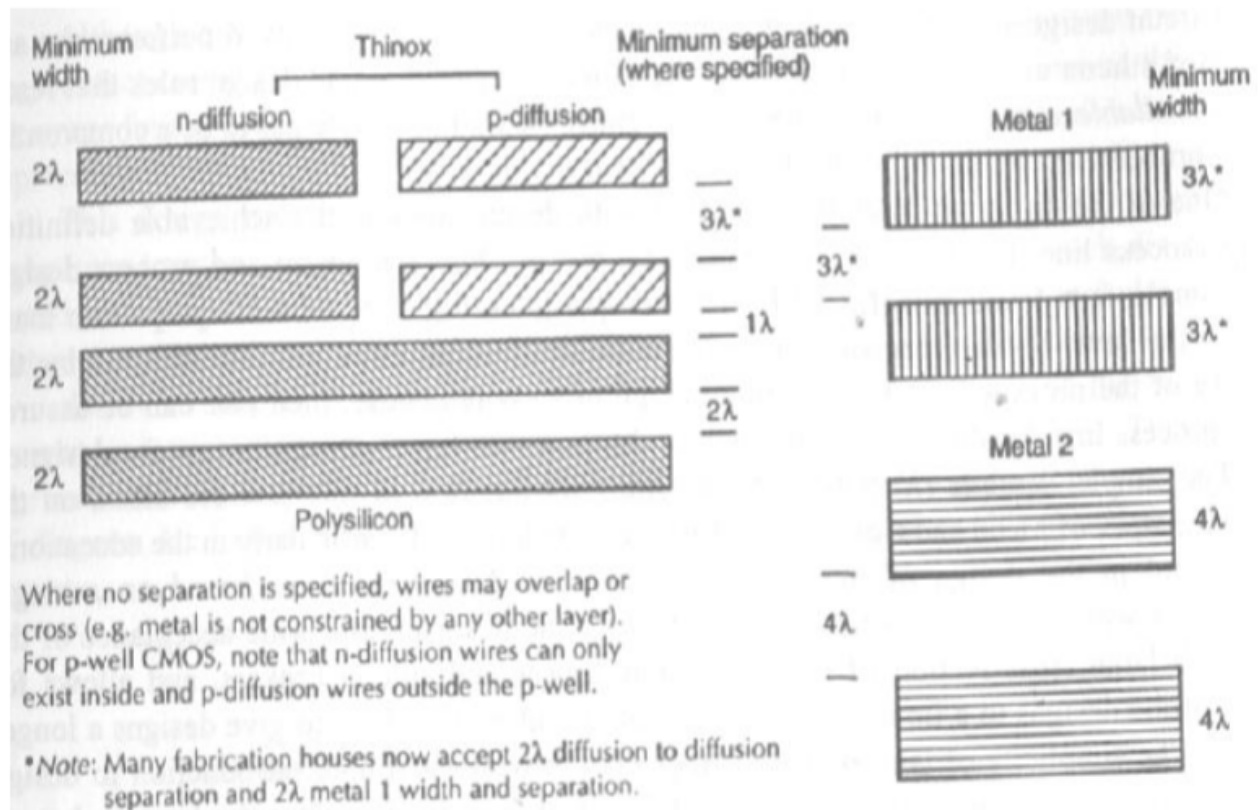 Minimum
width
Thinox
n-diffusion
p-diffusion
Minimum separation
(where specified)
2λ
3λ*
2λ
1λ
2λ
2λ
2λ
Polysilicon
Minimum
width
Metal 1
3λ*
3λ*
3λ*
Metal 2
4λ
4λ
4λ
Where no separation is specified, wires may overlap or
cross (e.g. metal is not constrained by any other layer).
For p-well CMOS, note that n-diffusion wires can only
exist inside and p-diffusion wires outside the p-well.
*Note: Many fabrication houses now accept 2λ diffusion to diffusion
separation and 2λ metal 1 width and separation.